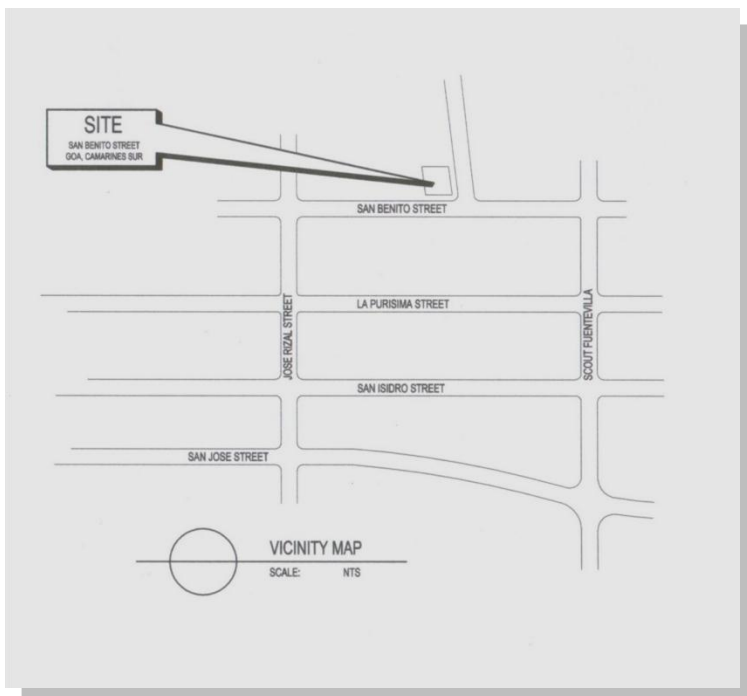 SITE
SAN BENITO STREET
GOA, CAMARINES SUR
SAN BENITO STREET
LA PURISIMA STREET
JOSE RIZAL STREET
SCOUT FUENTEVILLA
SAN ISIDRO STREET
SAN JOSE STREET
VICINITY MAP
SCALE: NTS